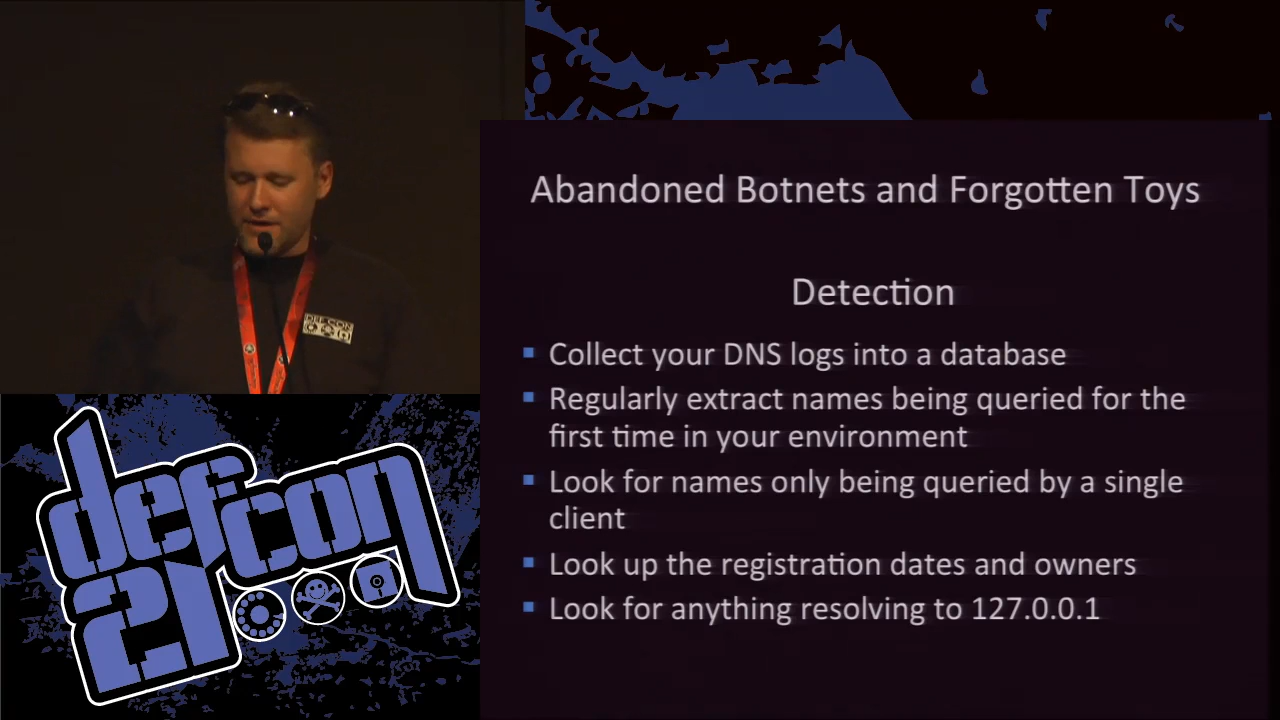 Abandoned Botnets and Forgotten Toys
Detection
Collect your DNS logs into a database
Regularly extract names being queried for the
first time in your environment
Look for names only being queried by a single
client
Look up the registration dates and owners
Look for anything resolving to 127.0.0.1
DEF CON
defcon
21